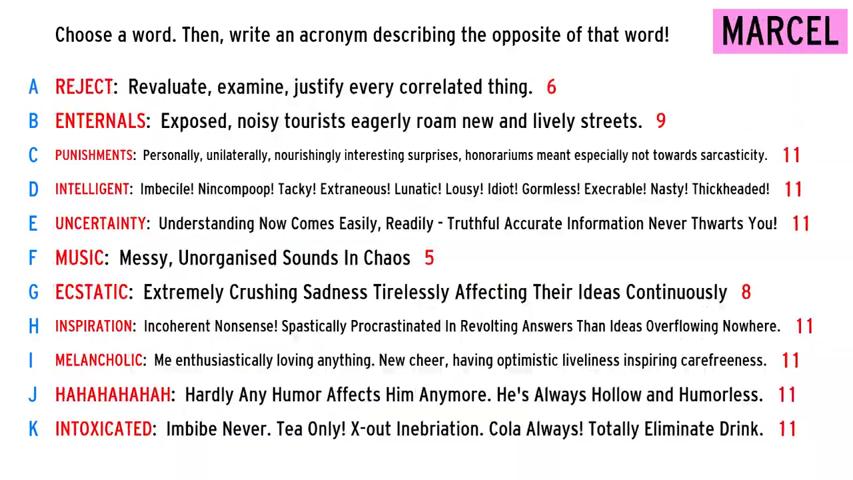 Choose a word. Then, write an acronym describing the opposite of that word!
MARCEL
A REJECT: Revaluate, examine, justify every correlated thing. 6
B ENTERNALS: Exposed, noisy tourists eagerly roam new and lively streets. 9
C PUNISHMENTS: Personally, unilaterally, nourishingly interesting surprises, honorariums meant especially not towards sarcasticity. 11
D INTELLIGENT: Imbecile! Nincompoop! Tacky! Extraneous! Lunatic! Lousy! Idiot! Gormless! Execrable! Nasty! Thickheaded! 11
E UNCERTAINTY: Understanding Now Comes Easily, Readily - Truthful Accurate Information Never Thwarts You! 11
F MUSIC: Messy, Unorganised Sounds In Chaos 5
G ECSTATIC: Extremely Crushing Sadness Tirelessly Affecting Their Ideas Continuously 8
H INSPIRATION: Incoherent Nonsense! Spastically Procrastinated In Revolting Answers Than Ideas Overflowing Nowhere. 11
I MELANCHOLIC: Me enthusiastically loving anything. New cheer, having optimistic liveliness inspiring carefreeness. 11
J HAHAHAHAHAH: Hardly Any Humor Affects Him Anymore. He's Always Hollow and Humorless. 11
K INTOXICATED: Imbibe Never. Tea Only! X-out Inebriation. Cola Always! Totally Eliminate Drink. 11